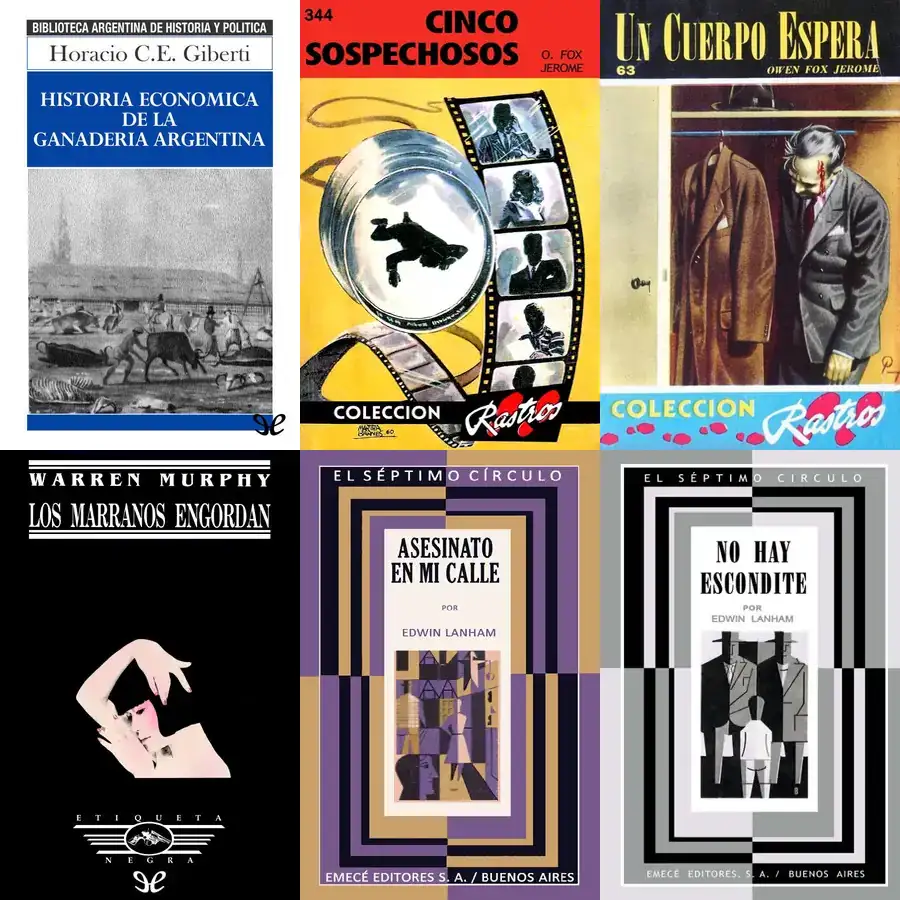 BIBLIOTECA ARGENTINA DE HISTORIA Y POLITICA
Horacio C.E. Giberti
HISTORIA ECONOMICA
DE LA
GANADERIA ARGENTINA
344
CINCO
SOSPECHOSOS
O. FOX
JEROME
COLECCION
Rastros
UN CUERPO ESPERA
63
OWEN FOX JEROME
COLECCION
Rastros
WARREN MURPHY
LOS MARRANOS ENGORDAN
ETIQUETA
NEGRA
EL SÉPTIMO CÍRCULO
ASESINATO
EN MI CALLE
POR
EDWIN LANHAM
EMECÉ EDITORES S. A. / BUENOS AIRES
EL SÉPTIMO CIRCULO
NO HAY
ESCONDITE
POR
EDWIN LANHAM
EMECÉ EDITORES. S. A. / BUENOS AIRES